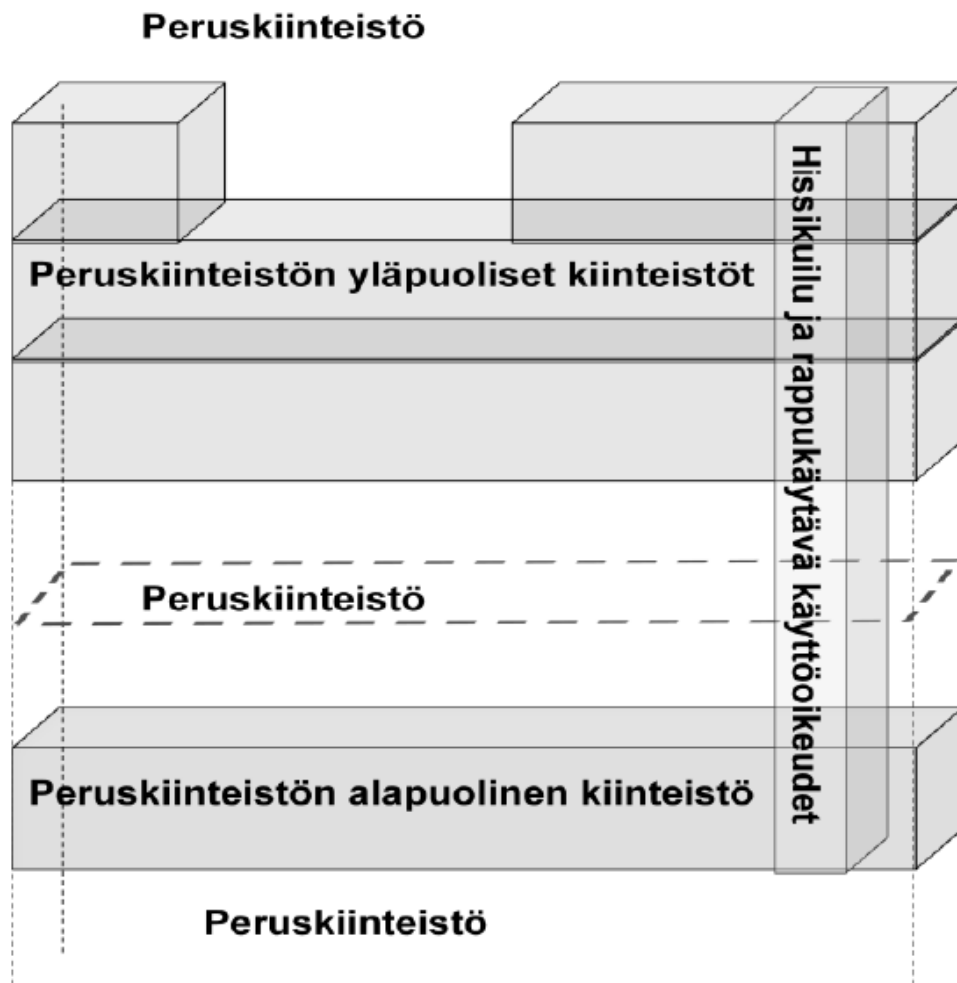 Peruskiinteistö
Peruskiinteistön yläpuoliset kiinteistöt
Hissikuilu ja rappukäytävä käyttöoikeudet
Peruskiinteistö
Peruskiinteistön alapuolinen kiinteistö
Peruskiinteistö